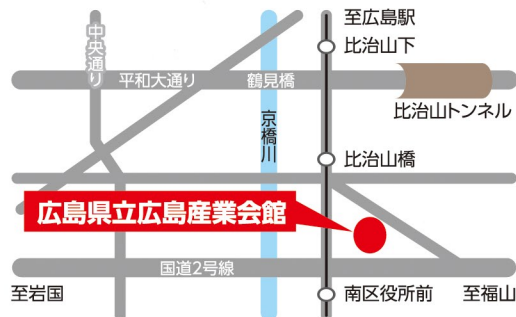 至広島駅
中央通り
比治山下
平和大通り
鶴見橋
比治山トンネル
京橋川
比治山橋
広島県立広島産業会館
国道2号線
至岩国
南区役所前
至福山